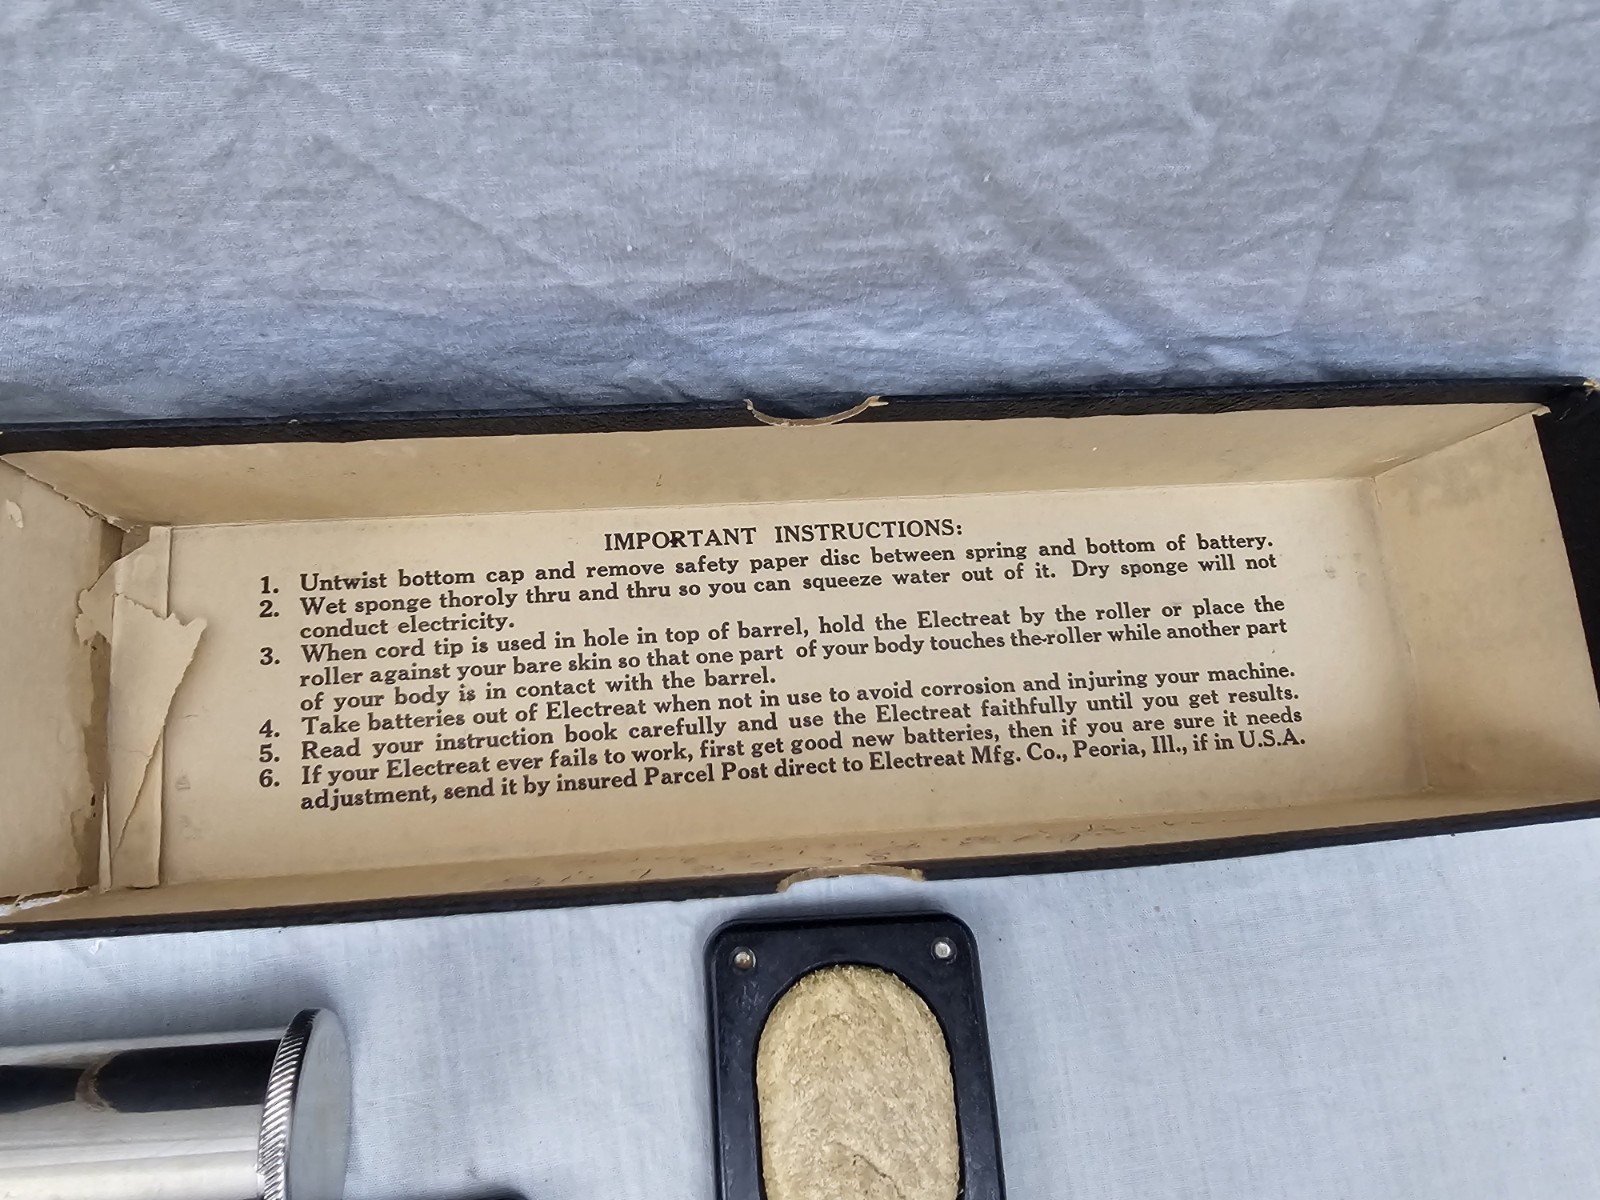 IMPORTANT INSTRUCTIONS:
1. Untwist bottom cap and remove safety paper disc between spring and bottom of battery.
2. Wet sponge thoroly thru and thru so you can squeeze water out of it. Dry sponge will not
conduct electricity.
3. When cord tip is used in hole in top of barrel, hold the Electreat by the roller or place the
roller against your bare skin so that one part of your body touches the roller while another part
of your body is in contact with the barrel.
4. Take batteries out of Electreat when not in use to avoid corrosion and injuring your machine.
5. Read your instruction book carefully and use the Electreat faithfully until you get results.
6. If your Electreat ever fails to work, first get good new batteries, then if you are sure it needs
adjustment, send it by insured Parcel Post direct to Electreat Mfg. Co., Peoria, Ill., if in U.S.A.